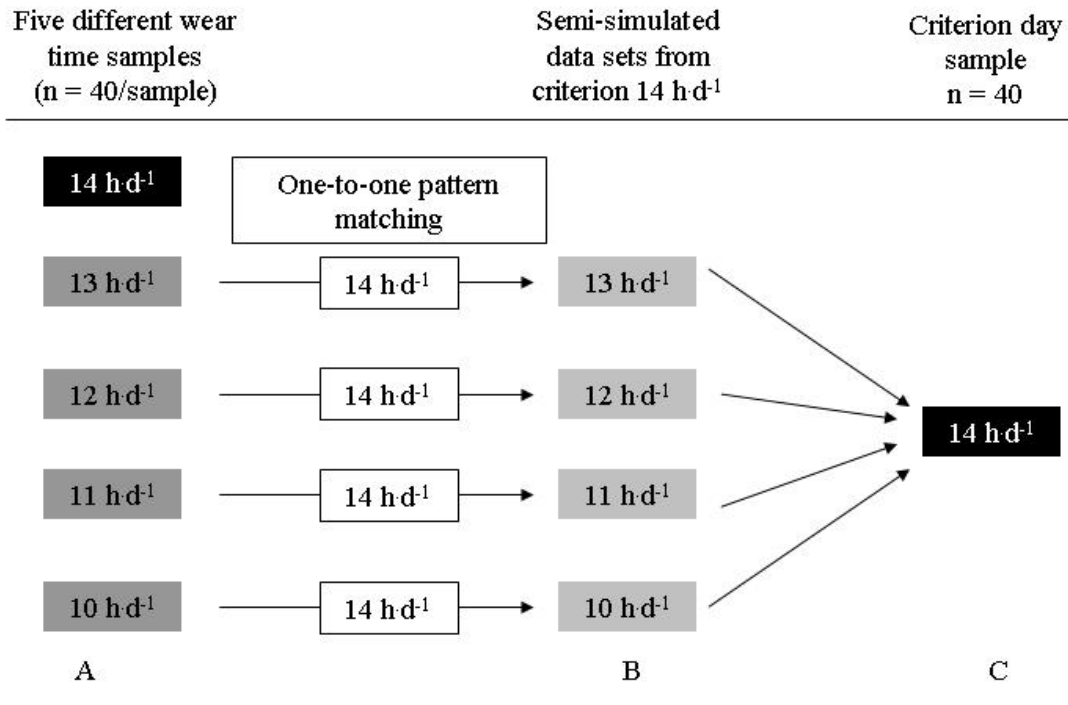 Five different wear
time samples
(n = 40/sample)
Semi-simulated
data sets from
criterion 14 h·d⁻¹
Criterion day
sample
n = 40
14 h·d⁻¹
One-to-one pattern
matching
13 h·d⁻¹
14 h·d⁻¹
13 h·d⁻¹
12 h·d⁻¹
14 h·d⁻¹
12 h·d⁻¹
14 h·d⁻¹
11 h·d⁻¹
14 h·d⁻¹
11 h·d⁻¹
10 h·d⁻¹
14 h·d⁻¹
10 h·d⁻¹
A
B
C